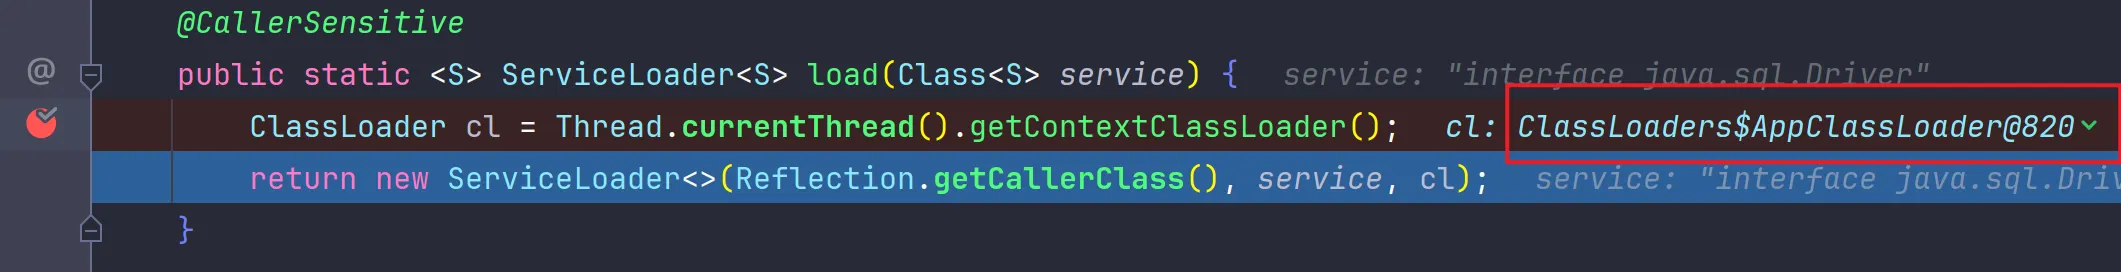 @CallerSensitive
@ public static <S> ServiceLoader<S> load(Class<S> service) { service: "interface java.sql.Driver"
ClassLoader cl = Thread.currentThread().getContextClassLoader(); cl: ClassLoaders$AppClassLoader@820
return new ServiceLoader<>(Reflection.getCallerClass(), service, cl); service: "interface java.sql.Driv
}